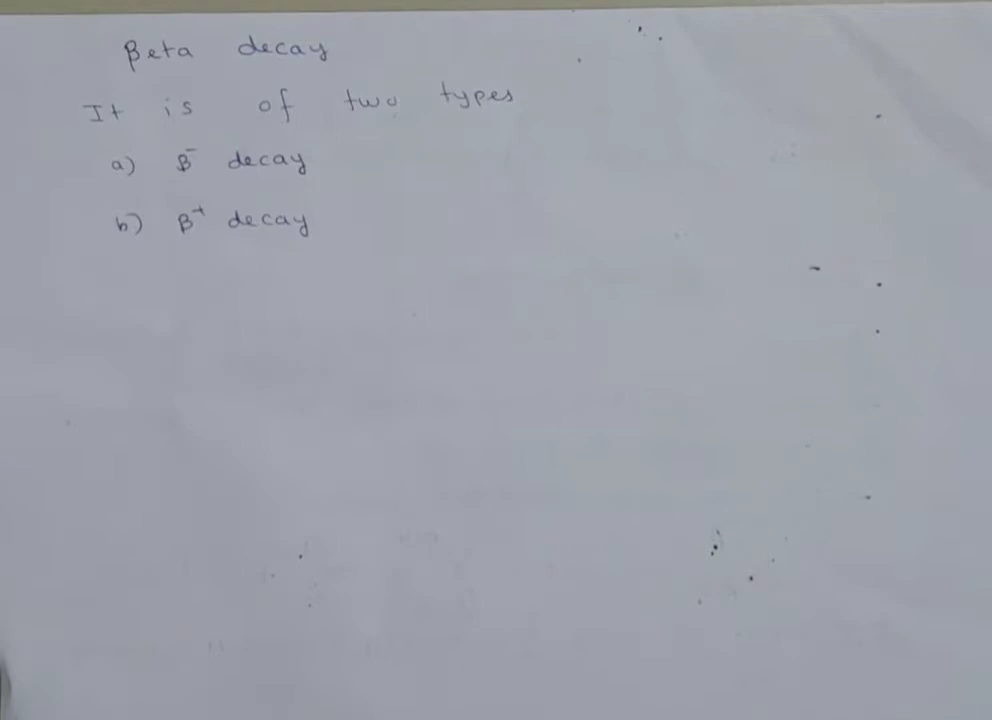 Beta decay
It is of two types
a) β⁻ decay
b) β⁺ decay